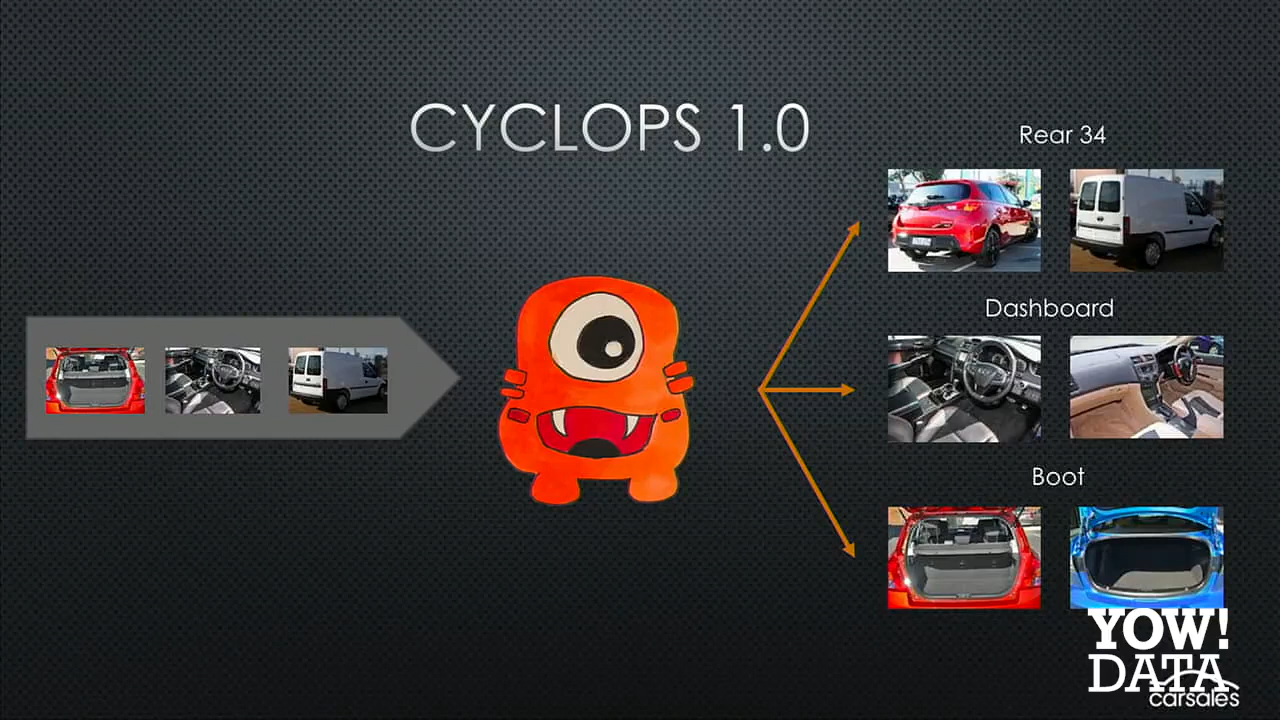 CYCLOPS 1.0
Rear 34
Dashboard
Boot
YOW!
DATA
carsales